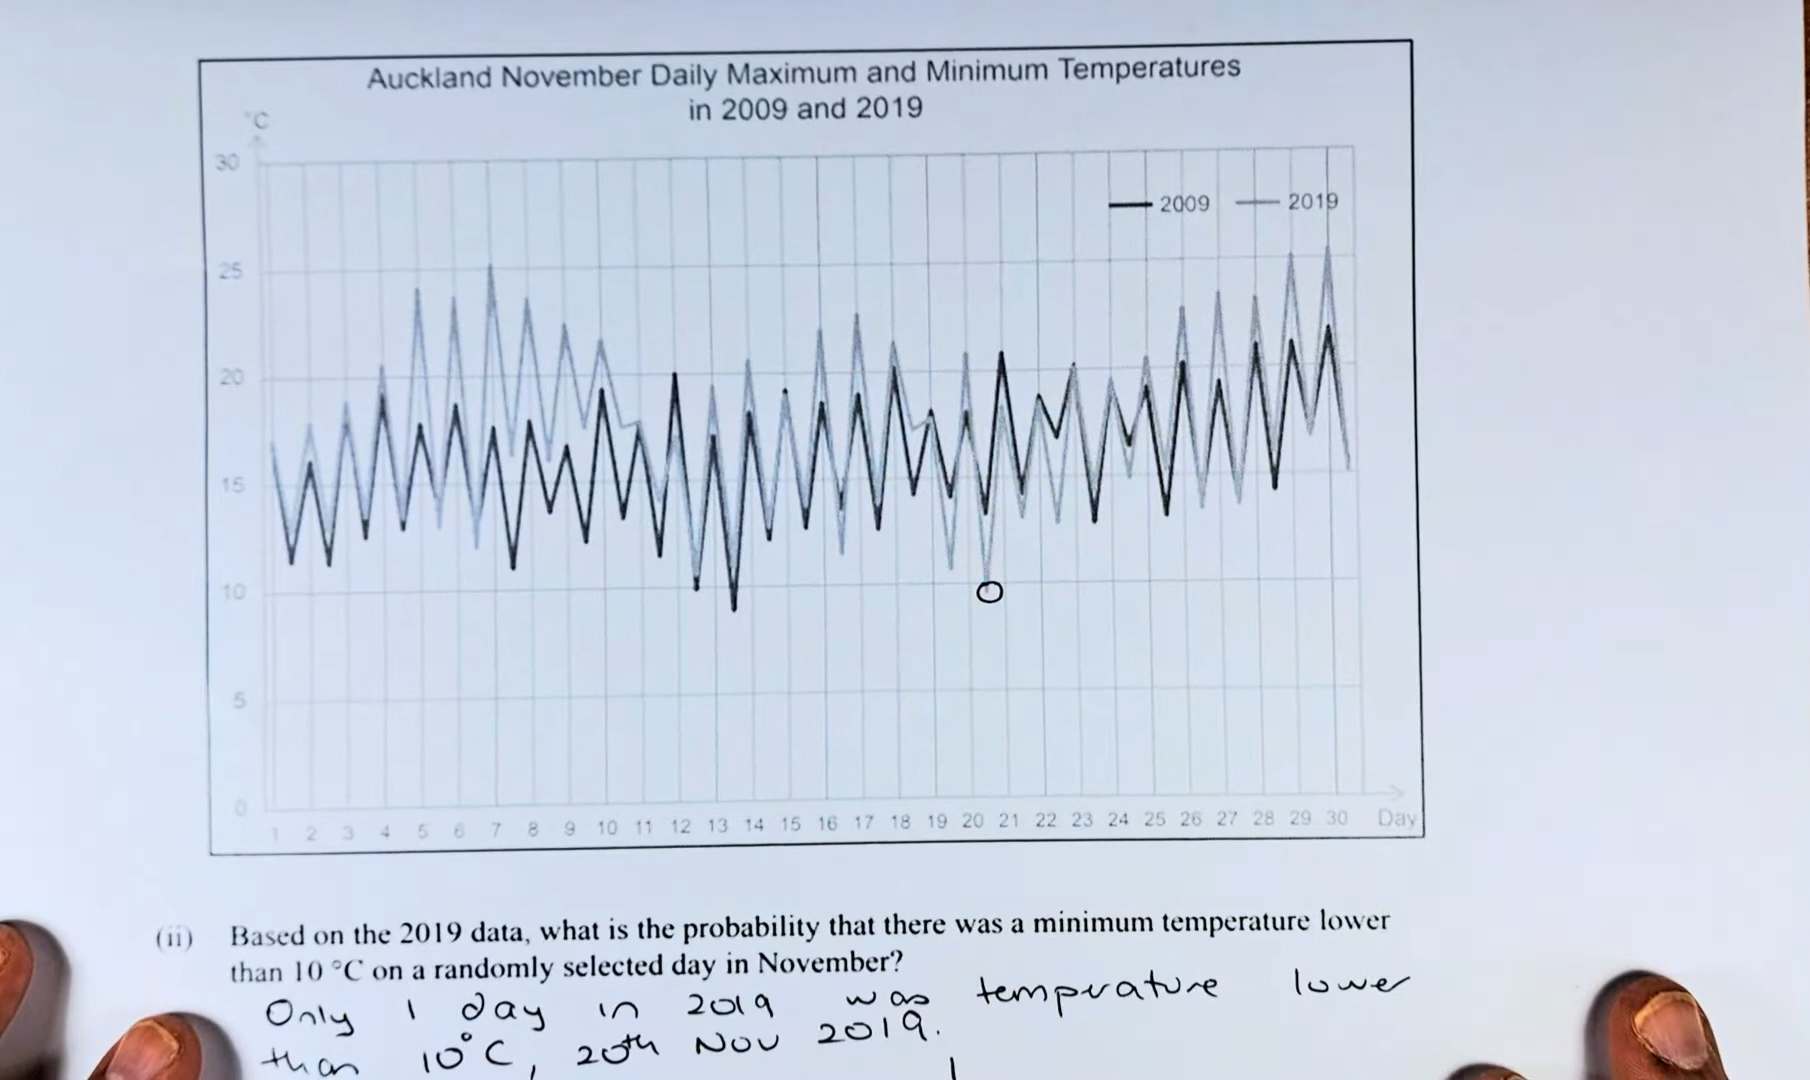 Auckland November Daily Maximum and Minimum Temperatures
in 2009 and 2019
°C
30
2009 2019
25
20
15
10
5
0
1 2 3 4 5 6 7 8 9 10 11 12 13 14 15 16 17 18 19 20 21 22 23 24 25 26 27 28 29 30 Day
(ii) Based on the 2019 data, what is the probability that there was a minimum temperature lower
than 10 °C on a randomly selected day in November?
Only 1 day in 2019 was temperature lower
than 10°C, 20th Nov 2019.